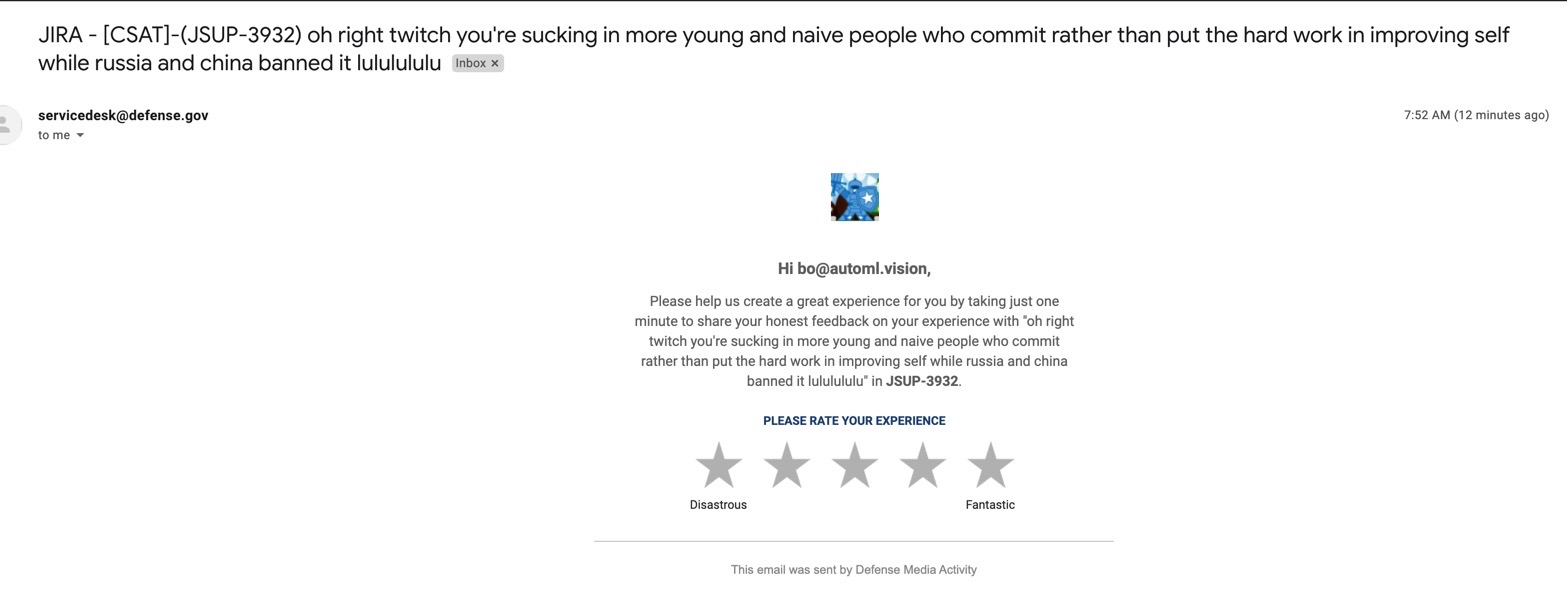 JIRA - [CSAT]-(JSUP-3932) oh right twitch you're sucking in more young and naive people who commit rather than put the hard work in improving self
while russia and china banned it lululululu Inbox ×
servicedesk@defense.gov
7:52 AM (12 minutes ago)
to me
Hi bo@automl.vision,
Please help us create a great experience for you by taking just one
minute to share your honest feedback on your experience with "oh right
twitch you're sucking in more young and naive people who commit
rather than put the hard work in improving self while russia and china
banned it lululululu" in JSUP-3932.
PLEASE RATE YOUR EXPERIENCE
Disastrous
Fantastic
This email was sent by Defense Media Activity